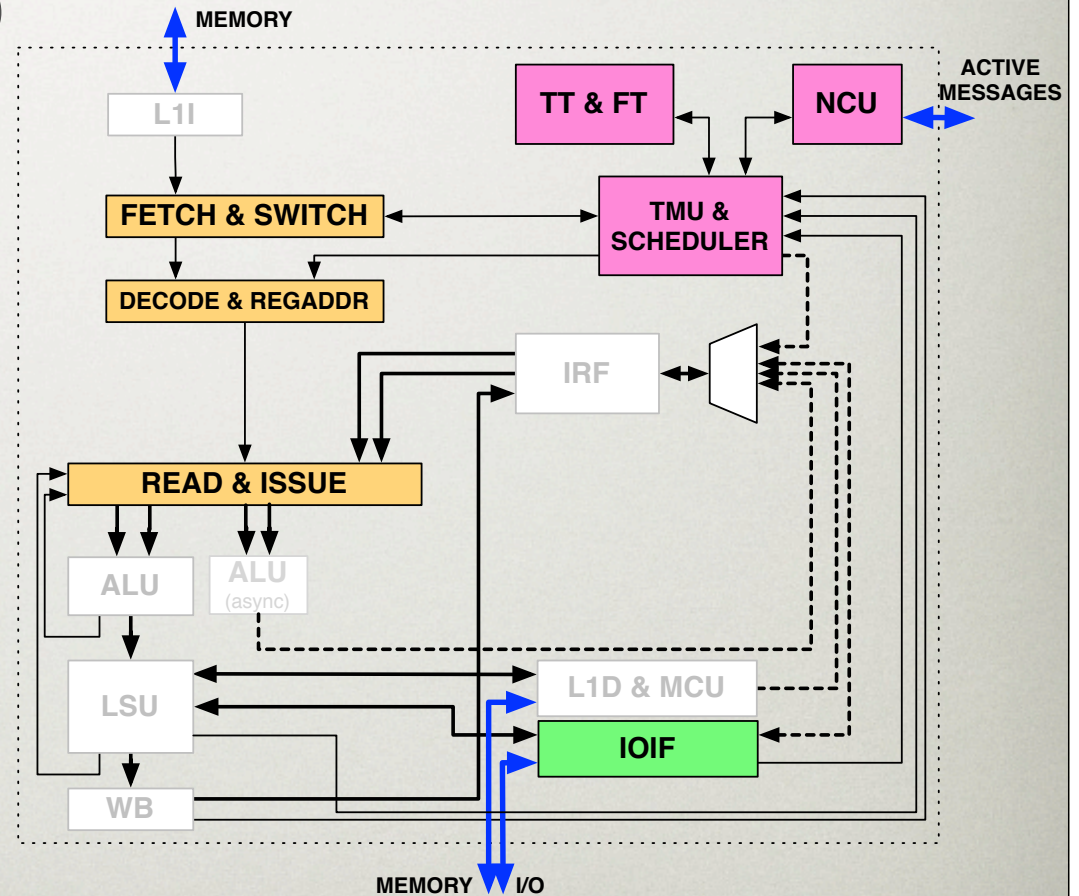 MEMORY
ACTIVE
MESSAGES
L1I
TT & FT
NCU
FETCH & SWITCH
TMU &
SCHEDULER
DECODE & REGADDR
IRF
READ & ISSUE
ALU
ALU
(async)
LSU
L1D & MCU
IOIF
WB
MEMORY
I/O